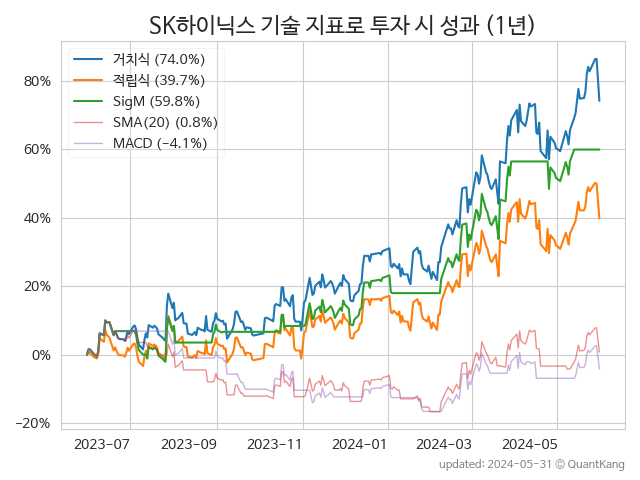 SK하이닉스 기술 지표로 투자 시 성과 (1년)
거치식 (74.0%)
적립식 (39.7%)
SigM (59.8%)
SMA(20) (0.8%)
MACD (−4.1%)
80%
60%
40%
20%
0%
−20%
2023-07 2023-09 2023-11 2024-01 2024-03 2024-05
updated: 2024-05-31 ⓒ QuantKang